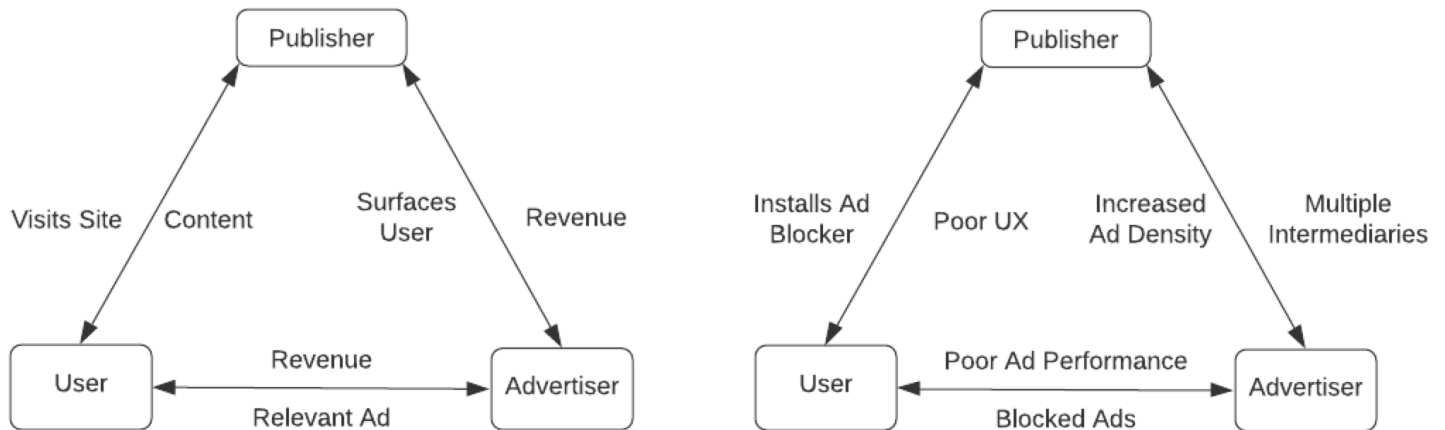 Publisher
Visits Site
Content
Surfaces
User
Revenue
User
Revenue
Relevant Ad
Advertiser
Publisher
Installs Ad
Blocker
Poor UX
Increased
Ad Density
Multiple
Intermediaries
User
Poor Ad Performance
Blocked Ads
Advertiser